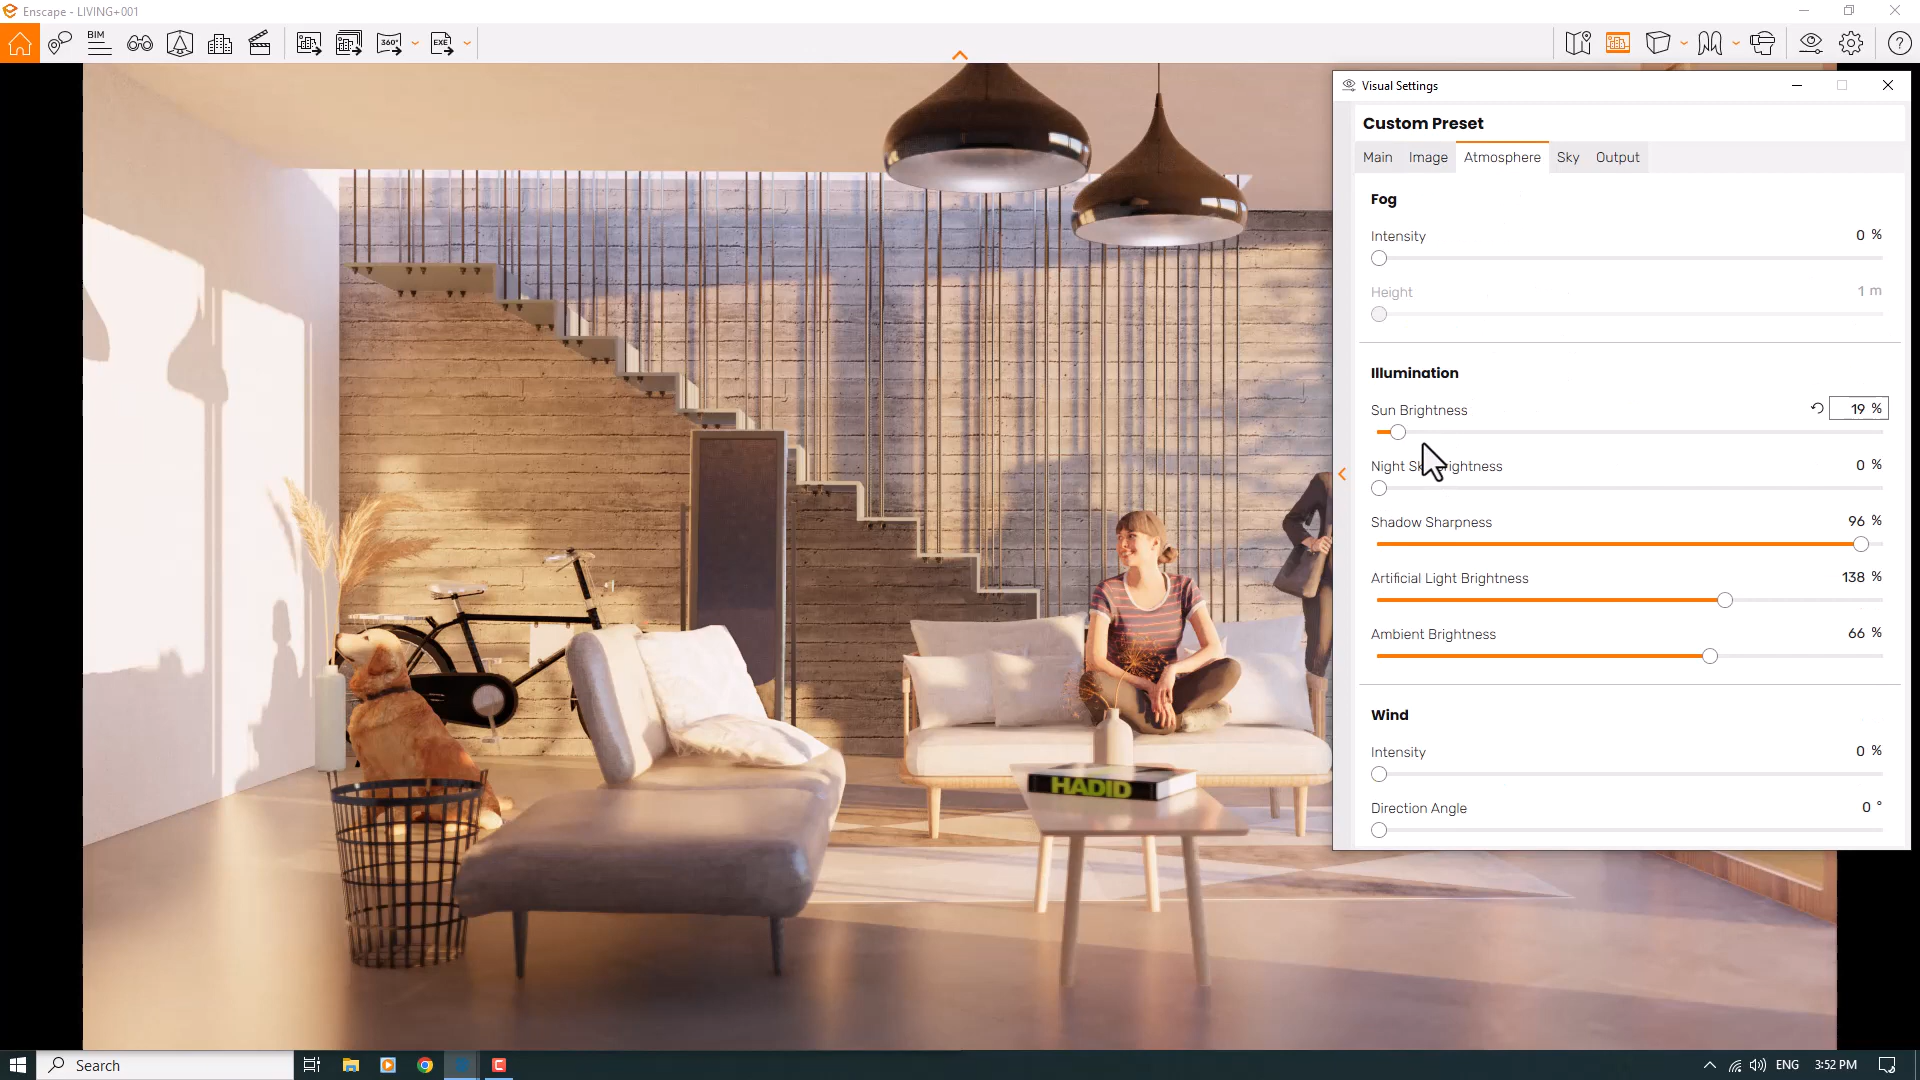 Enscape - LIVING+001
BIM
360°
EXE
Visual Settings
Custom Preset
Main Image Atmosphere Sky Output
Fog
Intensity 0 %
Height 1 m
Illumination
Sun Brightness 19 %
Night Sky Brightness 0 %
Shadow Sharpness 96 %
Artificial Light Brightness 138 %
Ambient Brightness 66 %
Wind
Intensity 0 %
Direction Angle 0 °
HADID
Search
ENG 3:52 PM